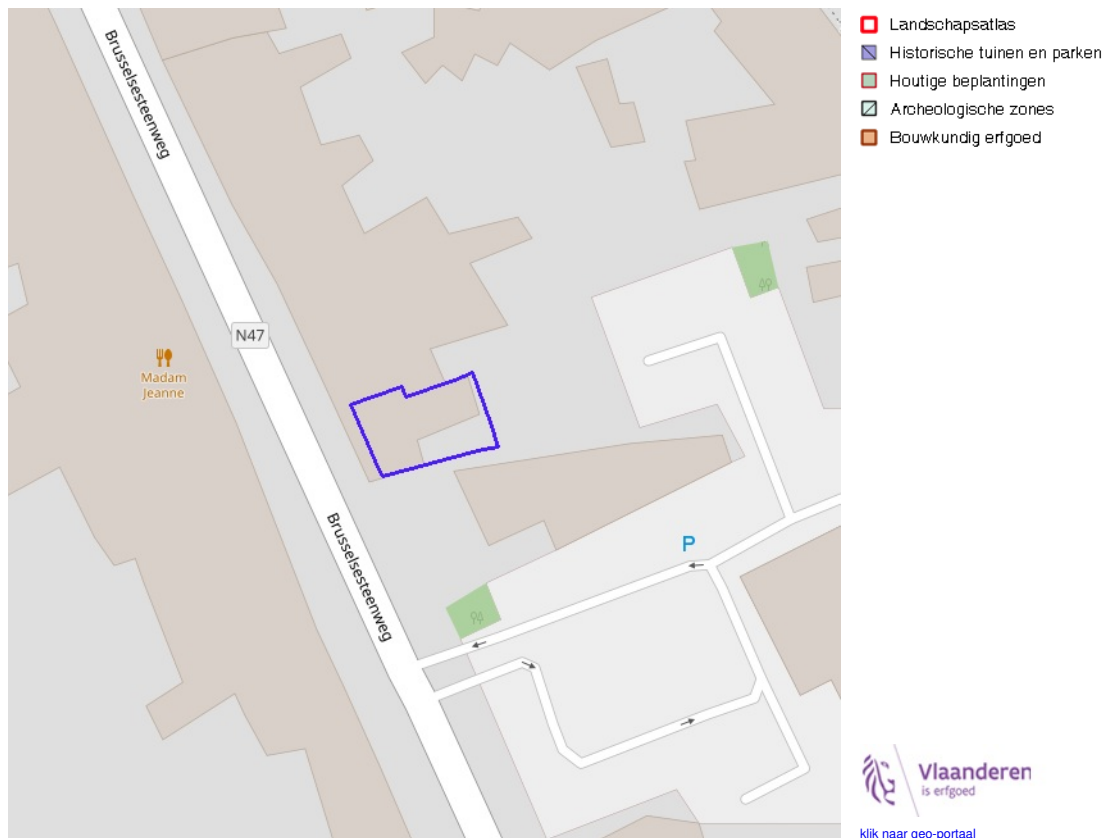 Brusselsesteenweg
N47
Madam
Jeanne
Brusselsesteenweg
P
Landschapsatlas
Historische tuinen en parken
Houtige beplantingen
Archeologische zones
Bouwkundig erfgoed
Vlaanderen
is erfgoed
klik naar geo-portaal